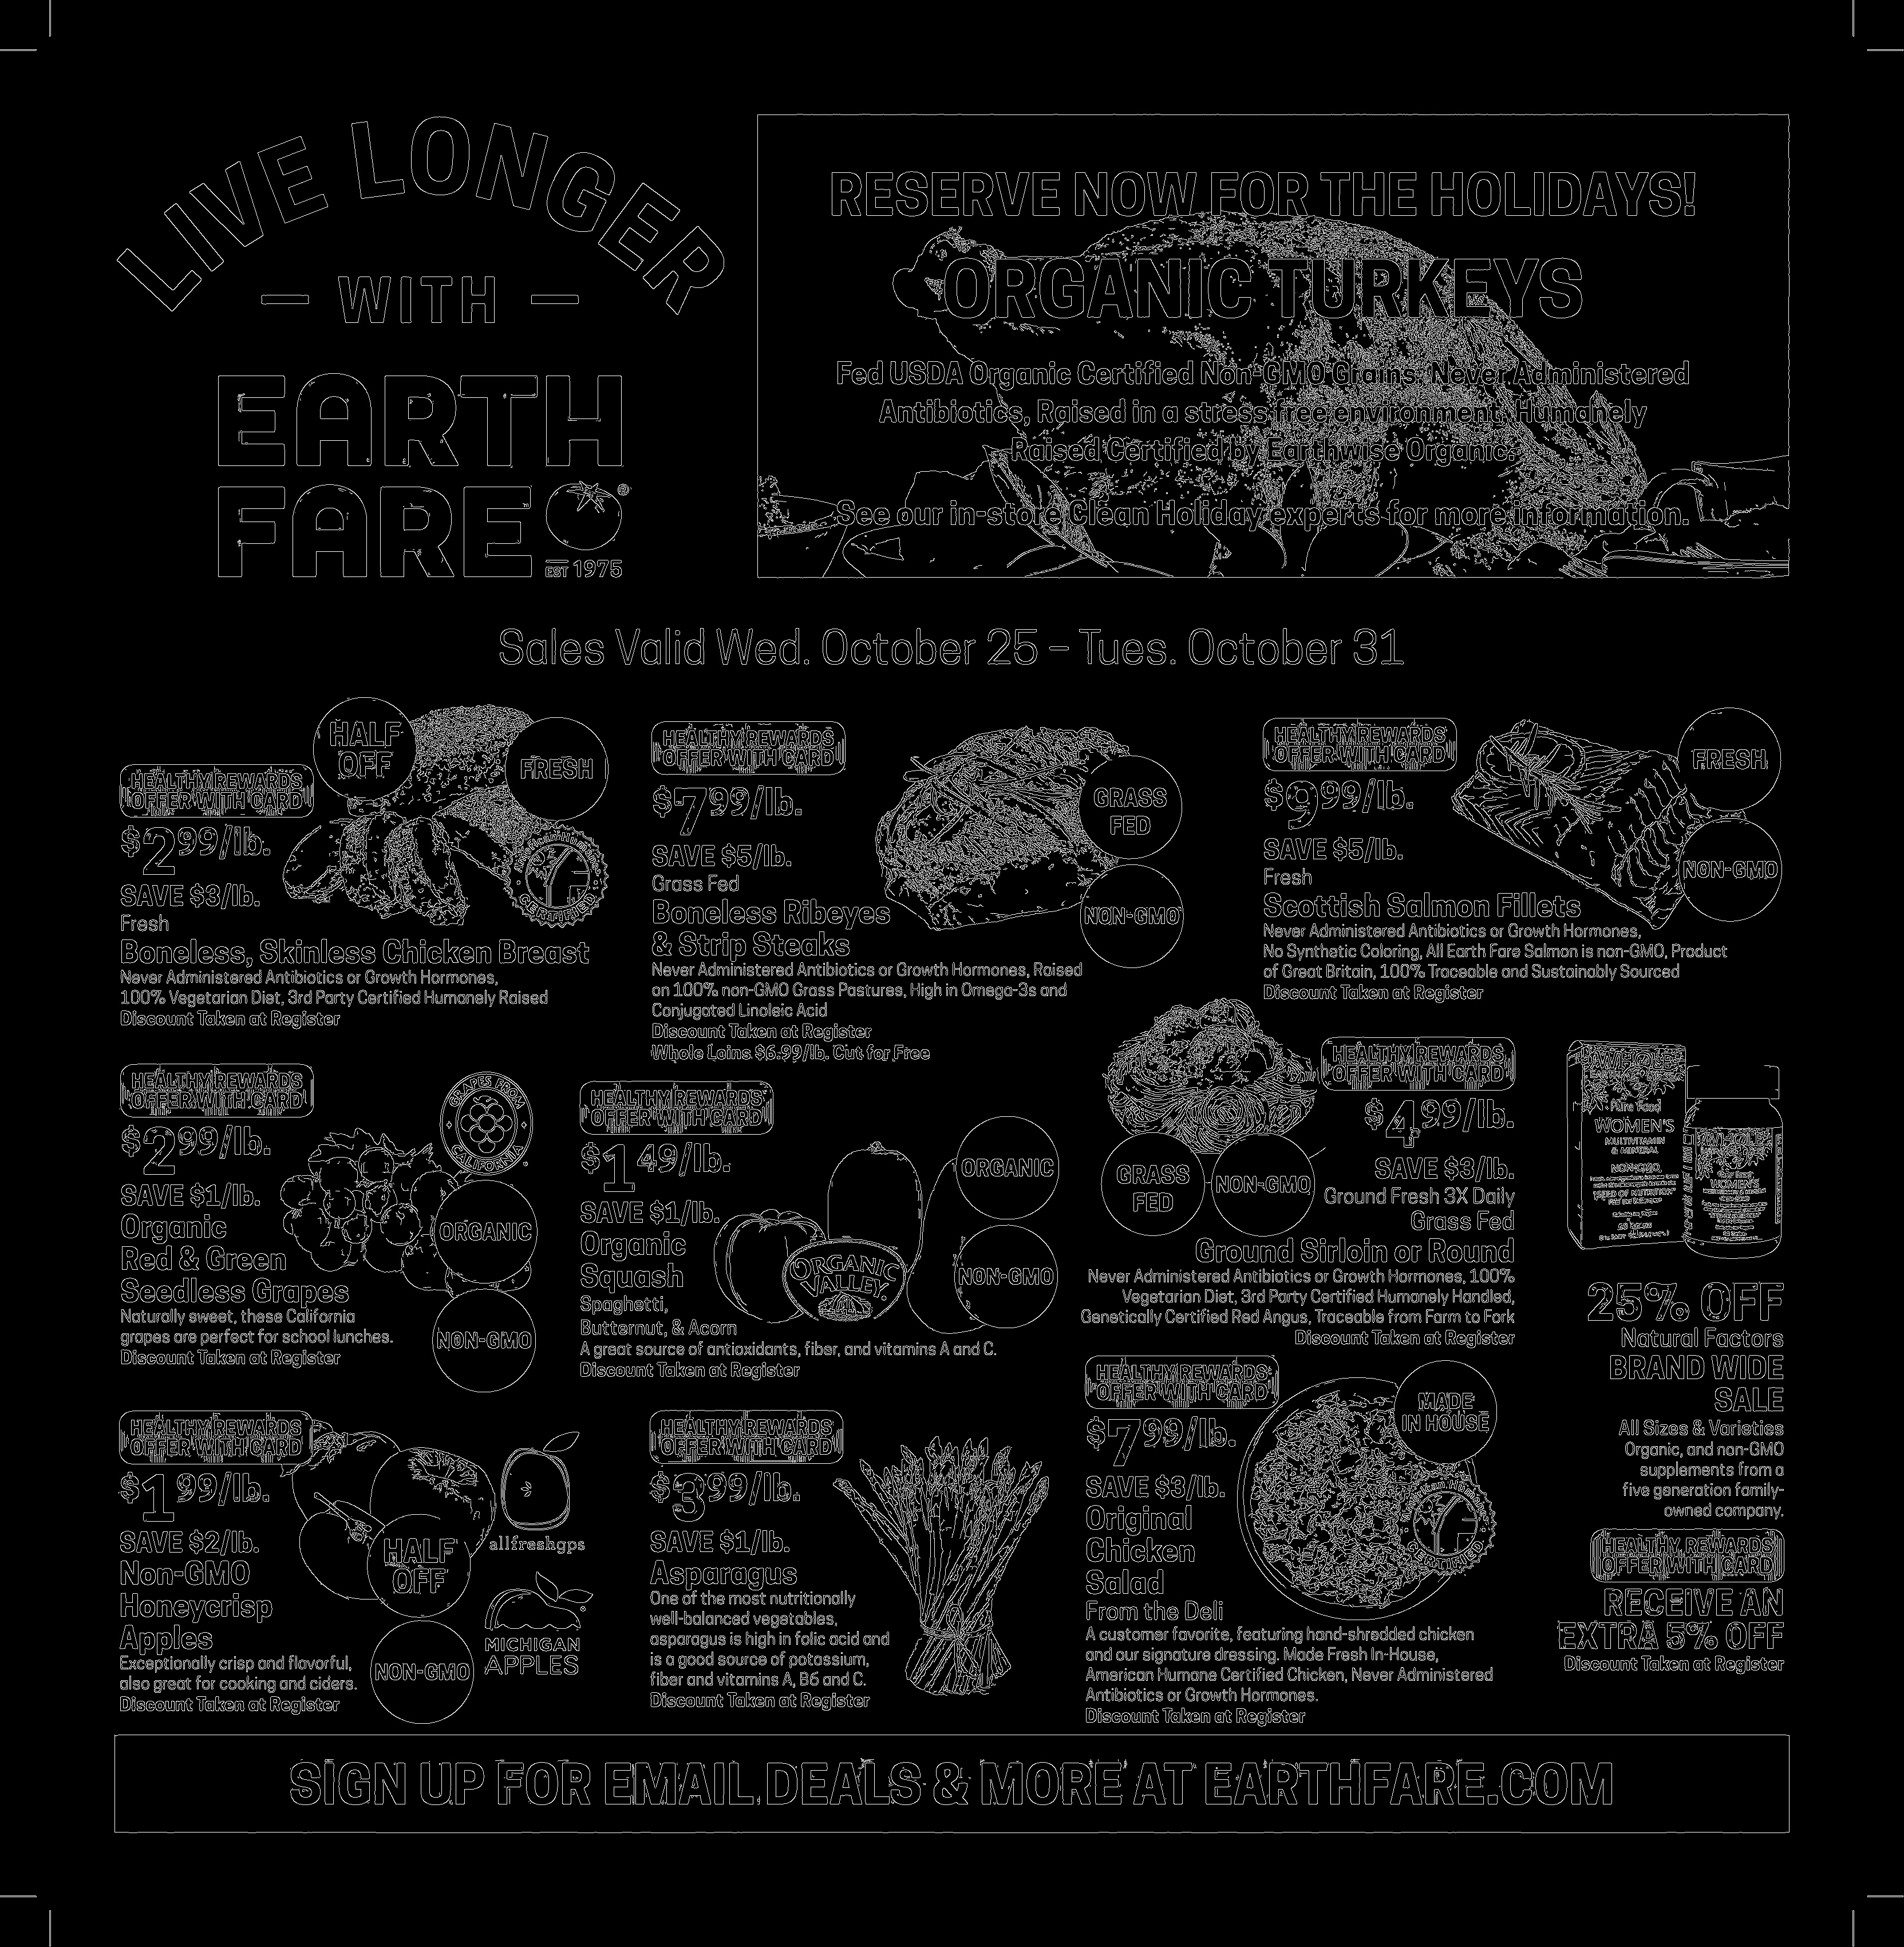 LIVE LONGER
— WITH —
EARTH
FARE®
EST 1975
RESERVE NOW FOR THE HOLIDAYS!
ORGANIC TURKEYS
Fed USDA Organic Certified Non-GMO Grains, Never Administered
Antibiotics, Raised in a stress free environment, Humanely
Raised Certified by Earthwise Organic.
See our in-store Clean Holiday experts for more information.
Sales Valid Wed. October 25 – Tues. October 31
HALF
OFF
FRESH
HEALTHY REWARDS
OFFER WITH CARD
$2 99/lb.
SAVE $3/lb.
Fresh
Boneless, Skinless Chicken Breast
Never Administered Antibiotics or Growth Hormones,
100% Vegetarian Diet, 3rd Party Certified Humanely Raised
Discount Taken at Register
CERTIFIED
HEALTHY REWARDS
OFFER WITH CARD
$7 99/lb.
SAVE $5/lb.
Grass Fed
Boneless Ribeyes
& Strip Steaks
Never Administered Antibiotics or Growth Hormones, Raised
on 100% non-GMO Grass Pastures, High in Omega-3s and
Conjugated Linoleic Acid
Discount Taken at Register
Whole Loins $6.99/lb. Cut for Free
GRASS
FED
NON-GMO
HEALTHY REWARDS
OFFER WITH CARD
$9 99/lb.
SAVE $5/lb.
Fresh
Scottish Salmon Fillets
Never Administered Antibiotics or Growth Hormones,
No Synthetic Coloring, All Earth Fare Salmon is non-GMO, Product
of Great Britain, 100% Traceable and Sustainably Sourced
Discount Taken at Register
FRESH
NON-GMO
HEALTHY REWARDS
OFFER WITH CARD
$2 99/lb.
SAVE $1/lb.
Organic
Red & Green
Seedless Grapes
Naturally sweet, these California
grapes are perfect for school lunches.
Discount Taken at Register
GRAPES FROM
CALIFORNIA
ORGANIC
NON-GMO
HEALTHY REWARDS
OFFER WITH CARD
$1 49/lb.
SAVE $1/lb.
Organic
Squash
Spaghetti,
Butternut, & Acorn
A great source of antioxidants, fiber, and vitamins A and C.
Discount Taken at Register
ORGANIC
VALLEY
ORGANIC
NON-GMO
HEALTHY REWARDS
OFFER WITH CARD
$4 99/lb.
SAVE $3/lb.
Ground Fresh 3X Daily
Grass Fed
Ground Sirloin or Round
Never Administered Antibiotics or Growth Hormones, 100%
Vegetarian Diet, 3rd Party Certified Humanely Handled,
Genetically Certified Red Angus, Traceable from Farm to Fork
Discount Taken at Register
GRASS
FED
NON-GMO
Pure Food
WOMEN'S
MULTIVITAMIN
& MINERAL
NON-GMO
WOMEN'S
25% OFF
Natural Factors
BRAND WIDE
SALE
All Sizes & Varieties
Organic, and non-GMO
supplements from a
five generation family-
owned company.
HEALTHY REWARDS
OFFER WITH CARD
RECEIVE AN
EXTRA 5% OFF
Discount Taken at Register
HEALTHY REWARDS
OFFER WITH CARD
$1 99/lb.
SAVE $2/lb.
Non-GMO
Honeycrisp
Apples
Exceptionally crisp and flavorful,
also great for cooking and ciders.
Discount Taken at Register
HALF
OFF
NON-GMO
allfreshgps
MICHIGAN
APPLES
HEALTHY REWARDS
OFFER WITH CARD
$3 99/lb.
SAVE $1/lb.
Asparagus
One of the most nutritionally
well-balanced vegetables,
asparagus is high in folic acid and
is a good source of potassium,
fiber and vitamins A, B6 and C.
Discount Taken at Register
HEALTHY REWARDS
OFFER WITH CARD
$7 99/lb.
SAVE $3/lb.
Original
Chicken
Salad
From the Deli
A customer favorite, featuring hand-shredded chicken
and our signature dressing. Made Fresh In-House,
American Humane Certified Chicken, Never Administered
Antibiotics or Growth Hormones.
Discount Taken at Register
MADE
IN HOUSE
CERTIFIED
SIGN UP FOR EMAIL DEALS & MORE AT EARTHFARE.COM